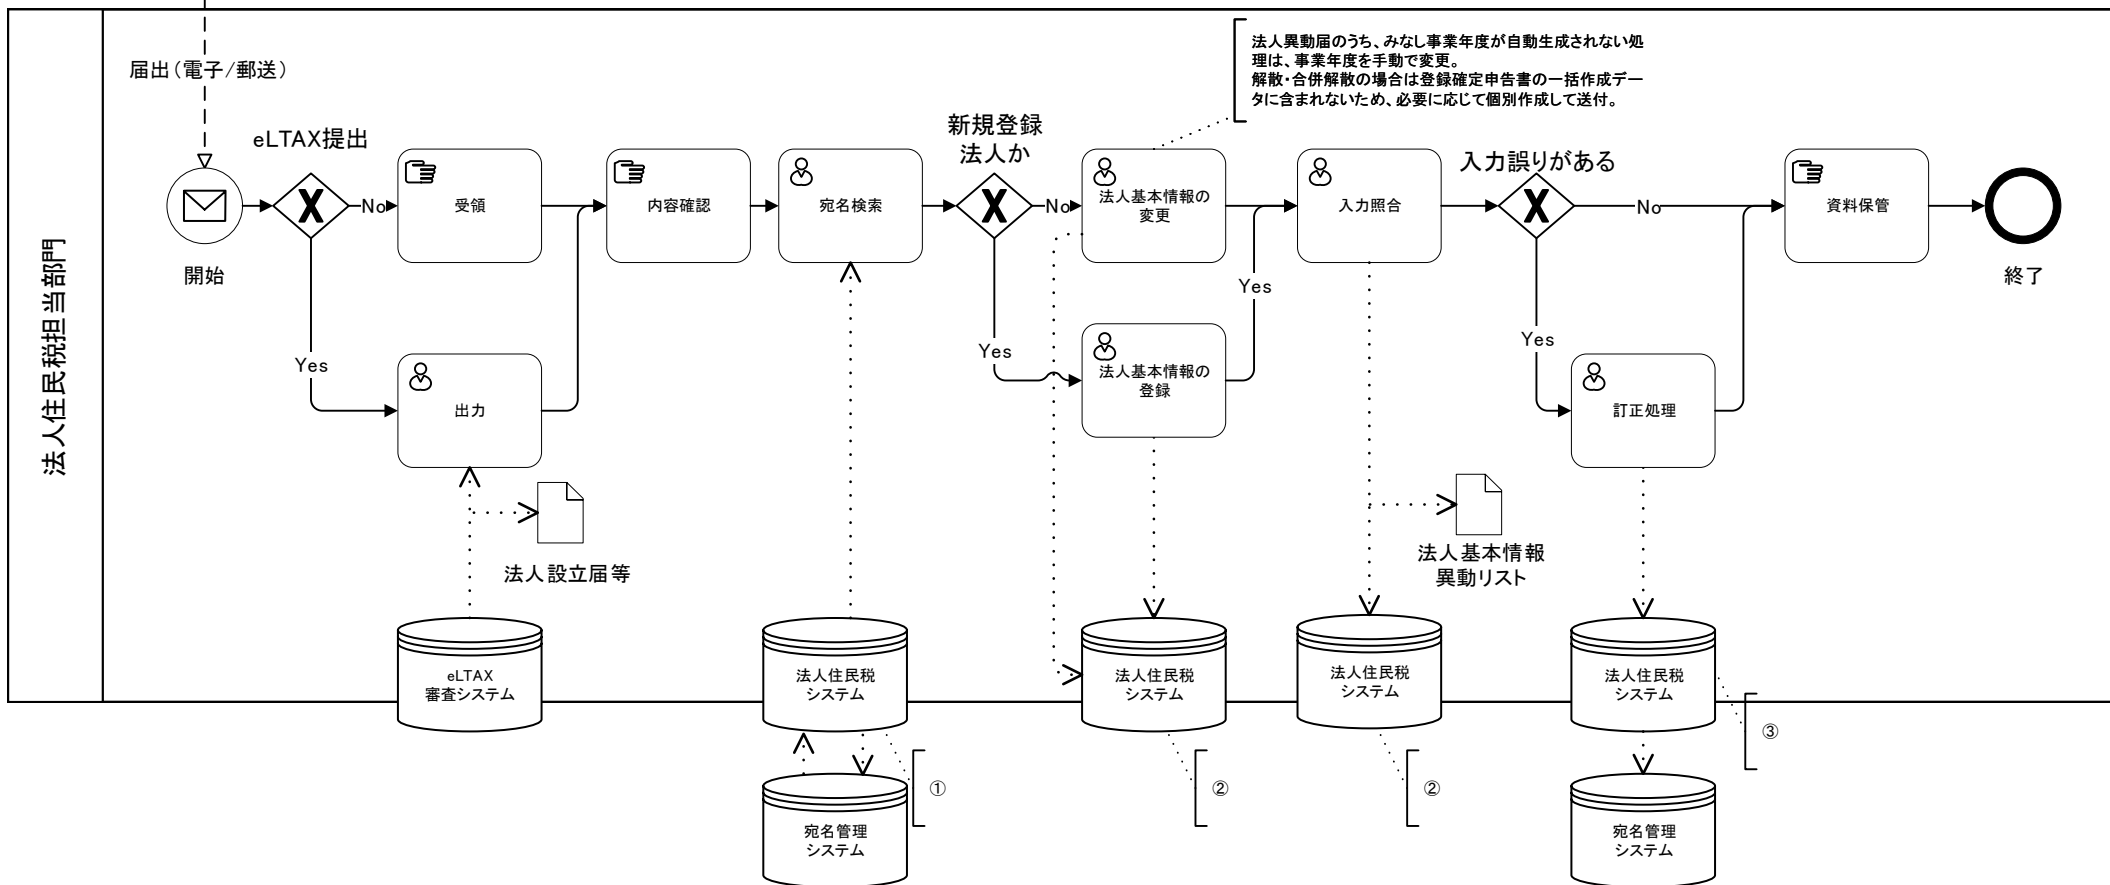 法人住民税担当部門
届出(電子/郵送)
開始
eLTAX提出
No
Yes
受領
出力
法人設立届等
eLTAX
審査システム
内容確認
宛名検索
法人住民税
システム
宛名管理
システム
①
新規登録
法人か
No
Yes
法人異動届のうち、みなし事業年度が自動生成されない処
理は、事業年度を手動で変更。
解散・合併解散の場合は登録確定申告書の一括作成デー
タに含まれないため、必要に応じて個別作成して送付。
法人基本情報の
変更
法人基本情報の
登録
Yes
法人住民税
システム
②
入力照合
法人基本情報
異動リスト
法人住民税
システム
②
入力誤りがある
No
Yes
訂正処理
法人住民税
システム
③
宛名管理
システム
資料保管
終了